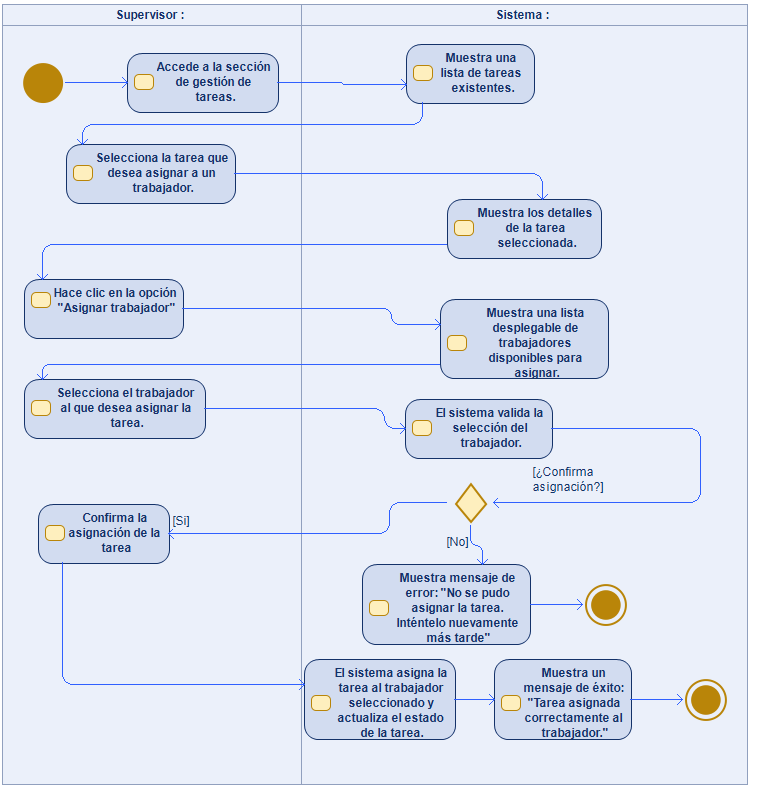 Supervisor :
Sistema :
Accede a la sección
de gestión de
tareas.
Muestra una
lista de tareas
existentes.
Selecciona la tarea que
desea asignar a un
trabajador.
Muestra los detalles
de la tarea
seleccionada.
Hace clic en la opción
"Asignar trabajador"
Muestra una lista
desplegable de
trabajadores
disponibles para
asignar.
Selecciona el trabajador
al que desea asignar la
tarea.
El sistema valida la
selección del
trabajador.
[¿Confirma
asignación?]
[Si]
Confirma la
asignación de la
tarea
[No]
Muestra mensaje de
error: "No se pudo
asignar la tarea.
Inténtelo nuevamente
más tarde"
El sistema asigna la
tarea al trabajador
seleccionado y
actualiza el estado
de la tarea.
Muestra un
mensaje de éxito:
"Tarea asignada
correctamente al
trabajador."